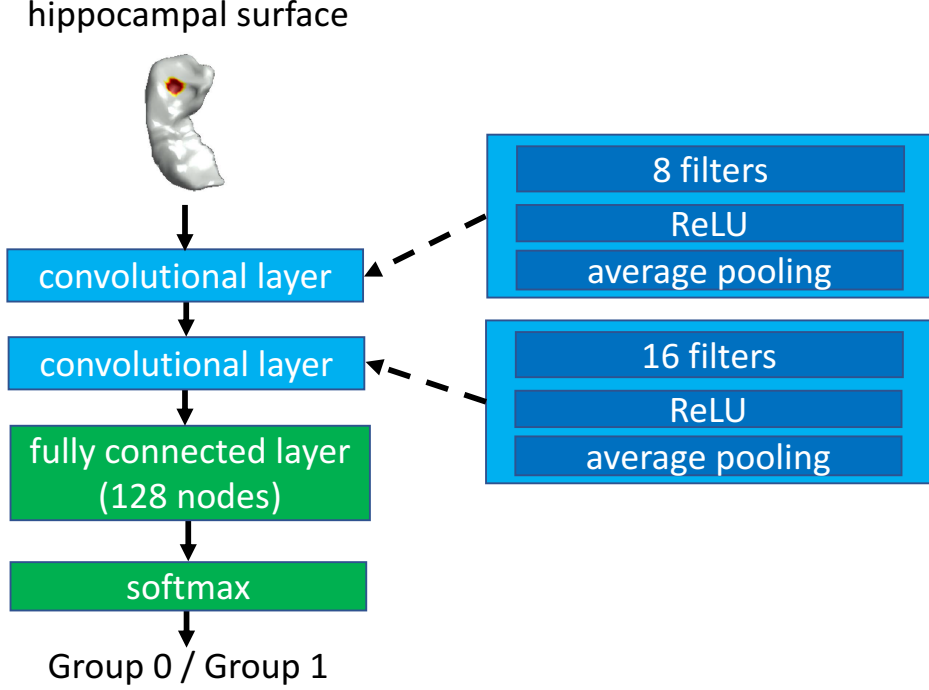 hippocampal surface
8 filters
ReLU
average pooling
convolutional layer
convolutional layer
16 filters
ReLU
average pooling
fully connected layer
(128 nodes)
softmax
Group 0 / Group 1